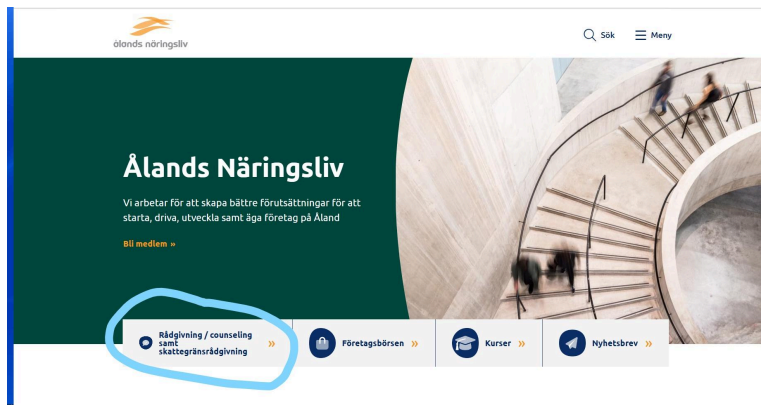 ålands näringsliv
Sök
Meny
Ålands Näringsliv
Vi arbetar för att skapa bättre förutsättningar för att
starta, driva, utveckla samt äga företag på Åland
Bli medlem »
Rådgivning / counseling
samt
skattegränsrådgivning »
Företagsbörsen »
Kurser »
Nyhetsbrev »